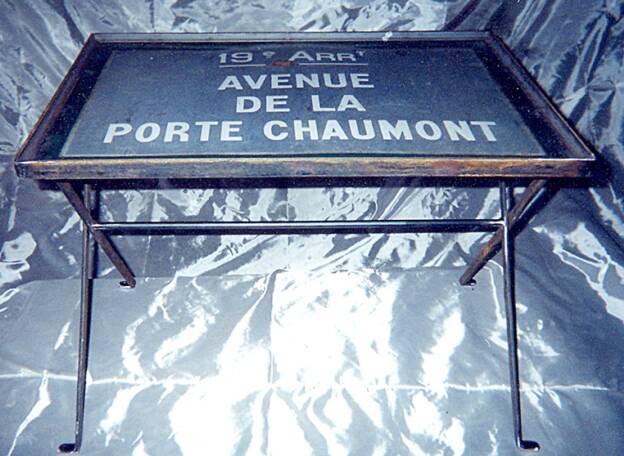 19e ARRT
AVENUE
DE LA
PORTE CHAUMONT